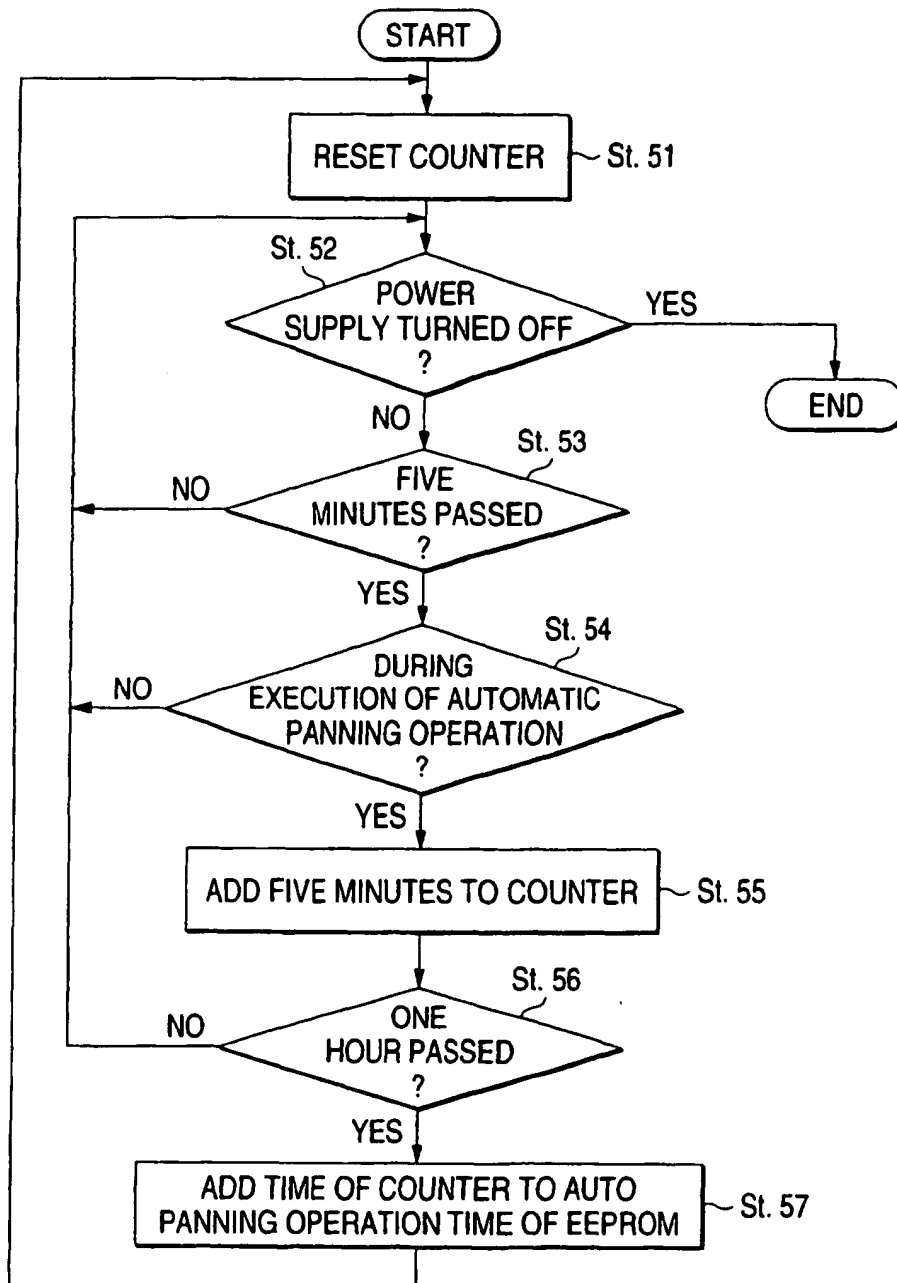 START
RESET COUNTER
St. 51
St. 52
POWER
SUPPLY TURNED OFF
?
YES
END
NO
St. 53
FIVE
MINUTES PASSED
?
NO
YES
St. 54
DURING
EXECUTION OF AUTOMATIC
PANNING OPERATION
?
NO
YES
ADD FIVE MINUTES TO COUNTER
St. 55
St. 56
ONE
HOUR PASSED
?
NO
YES
ADD TIME OF COUNTER TO AUTO
PANNING OPERATION TIME OF EEPROM
St. 57